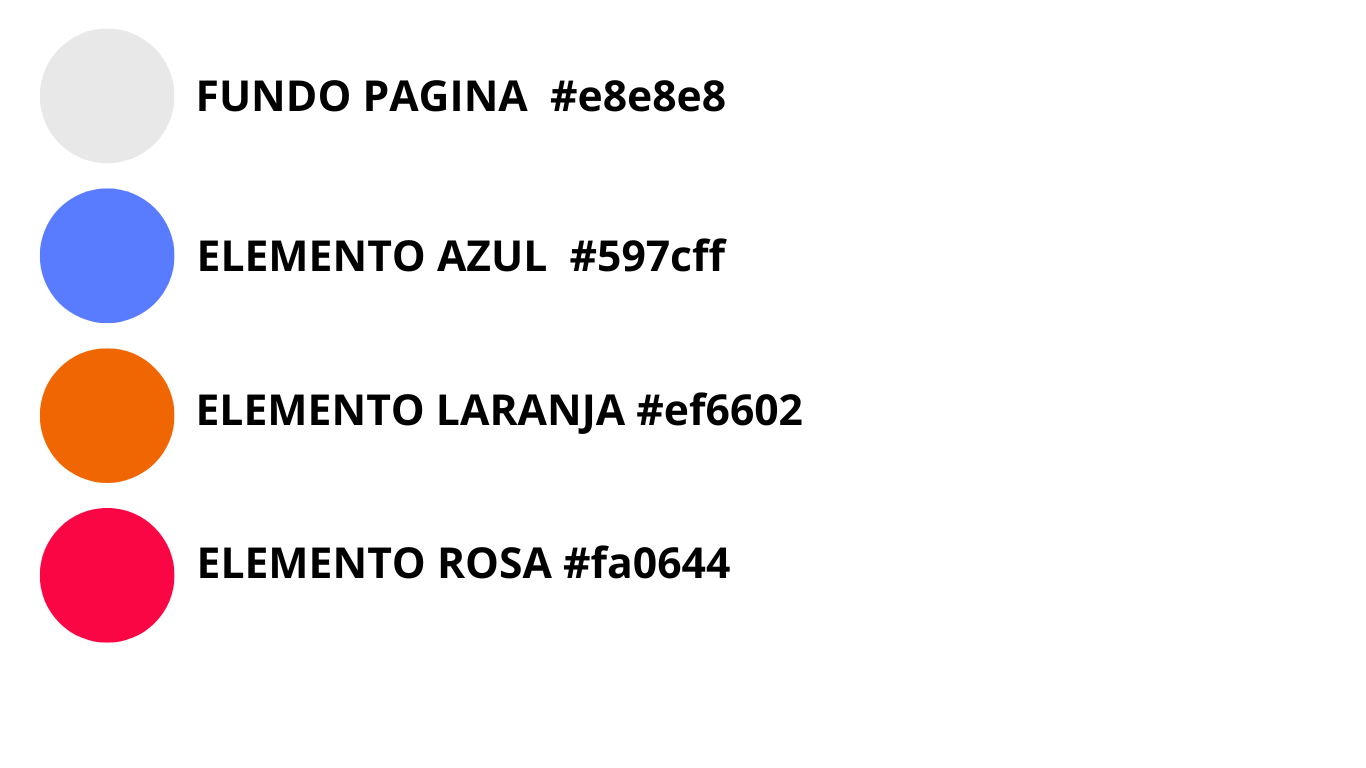 FUNDO PAGINA  #e8e8e8
ELEMENTO AZUL  #597cff
ELEMENTO LARANJA #ef6602
ELEMENTO ROSA #fa0644